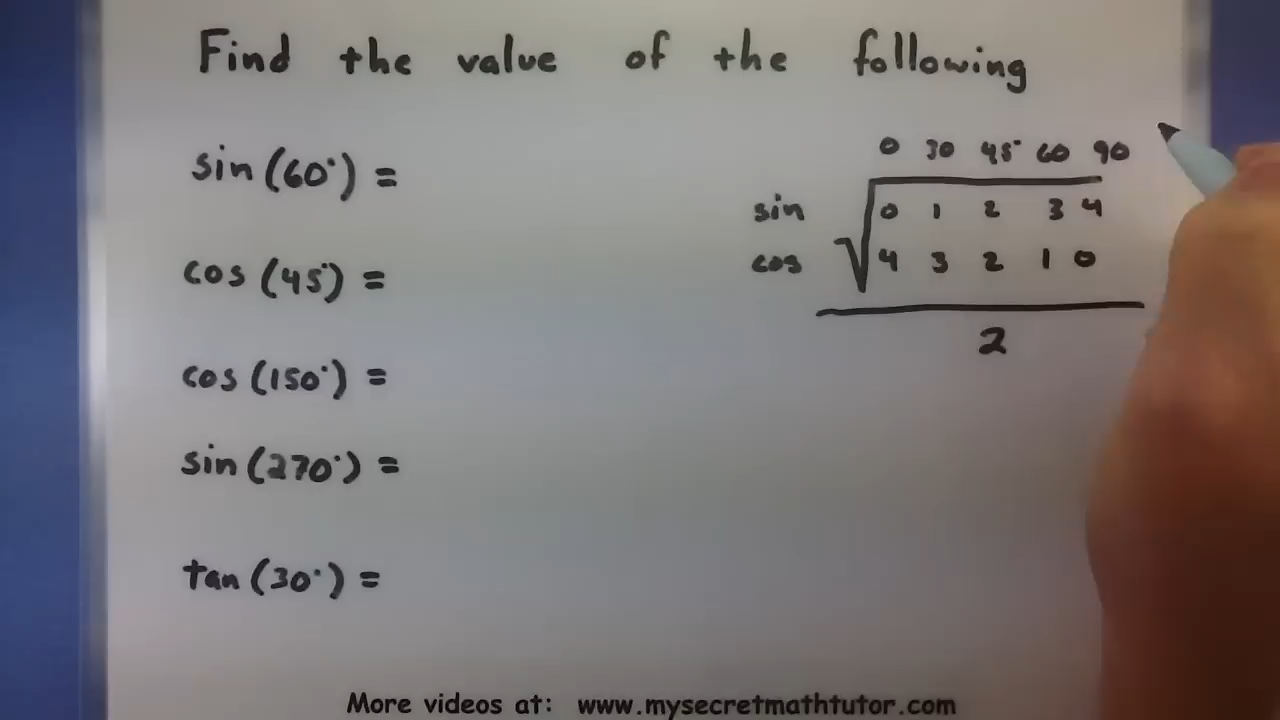 Find the value of the following
sin(60°) =
cos(45°) =
cos(150°) =
sin(270°) =
tan(30°) =
0 30 45° 60 90
sin √ 0 1 2 3 4
cos 4 3 2 1 0
2
More videos at: www.mysecretmathtutor.com